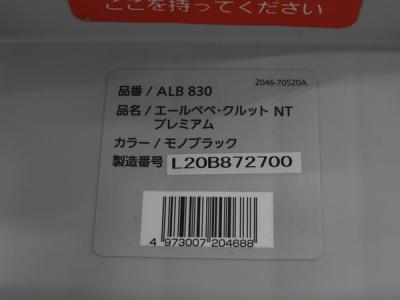 ここを持ってください
2046-70520A
品番 / ALB 830
品名 / エールベベ・クルット NT
プレミアム
カラー / モノブラック
製造番号 L20B872700
4 973007 204688